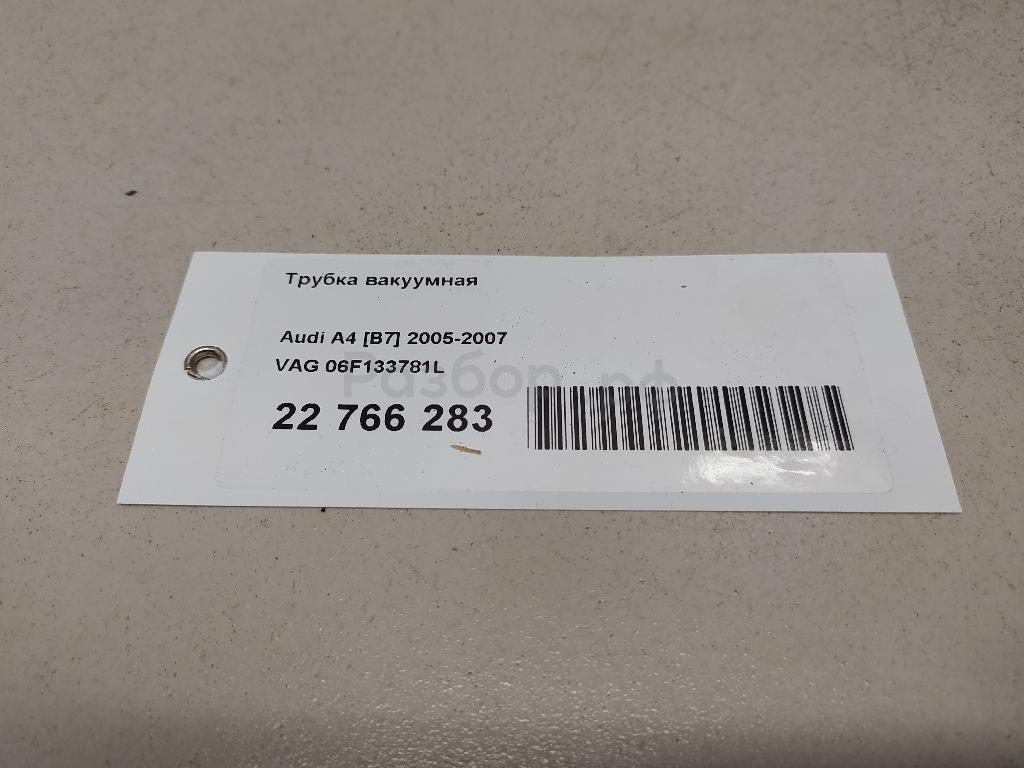 Трубка вакуумная
Audi A4 [B7] 2005-2007
VAG 06F133781L
Разбор.рф
22 766 283